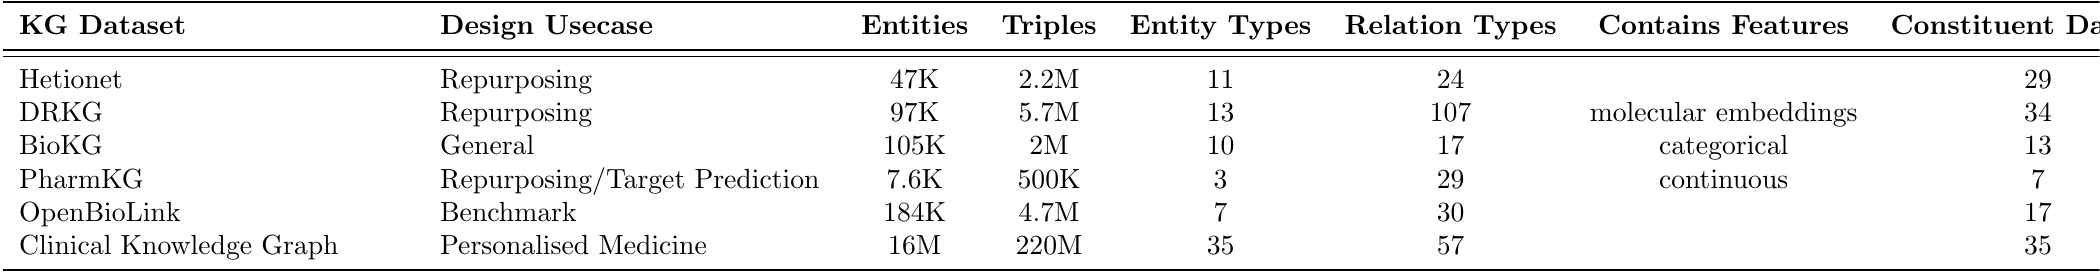 KG Dataset Design Usecase Entities Triples Entity Types Relation Types Contains Features Constituent Da
Hetionet Repurposing 47K 2.2M 11 24 29
DRKG Repurposing 97K 5.7M 13 107 molecular embeddings 34
BioKG General 105K 2M 10 17 categorical 13
PharmKG Repurposing/Target Prediction 7.6K 500K 3 29 continuous 7
OpenBioLink Benchmark 184K 4.7M 7 30 17
Clinical Knowledge Graph Personalised Medicine 16M 220M 35 57 35